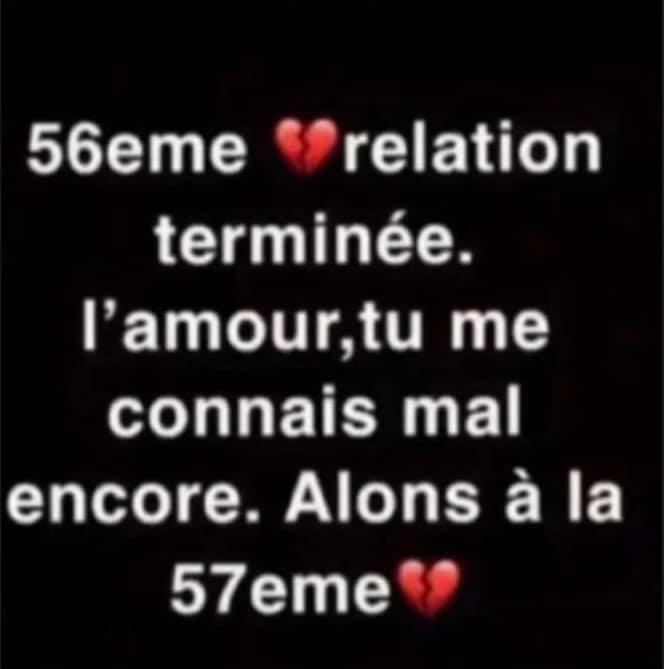 56eme 💔relation
terminée.
l’amour,tu me
connais mal
encore. Alons à la
57eme💔